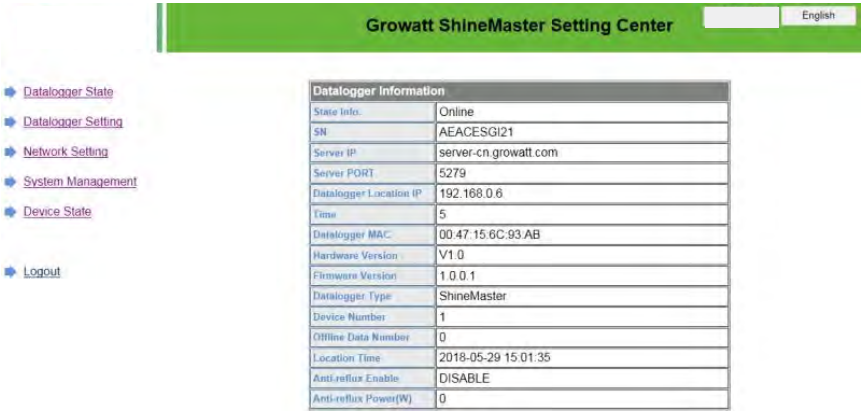 Growatt ShineMaster Setting Center
English
Datalogger State
Datalogger Setting
Network Setting
System Management
Device State
Logout
Datalogger Information
State Info. Online
SN AEACESGI21
Server IP server-cn.growatt.com
Server PORT 5279
Datalogger Location IP 192.168.0.6
Time 5
Datalogger MAC 00:47:15:6C:93:AB
Hardware Version V1.0
Firmware Version 1.0.0.1
Datalogger Type ShineMaster
Device Number 1
Offline Data Number 0
Location Time 2018-05-29 15:01:35
Anti-reflux Enable DISABLE
Anti-reflux Power(W) 0